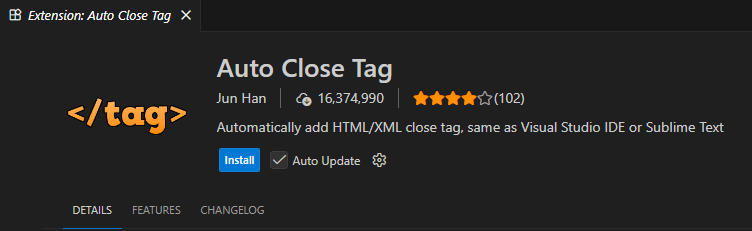 Extension: Auto Close Tag
Auto Close Tag
</tag>
Jun Han 16,374,990 (102)
Automatically add HTML/XML close tag, same as Visual Studio IDE or Sublime Text
Install Auto Update
DETAILS FEATURES CHANGELOG